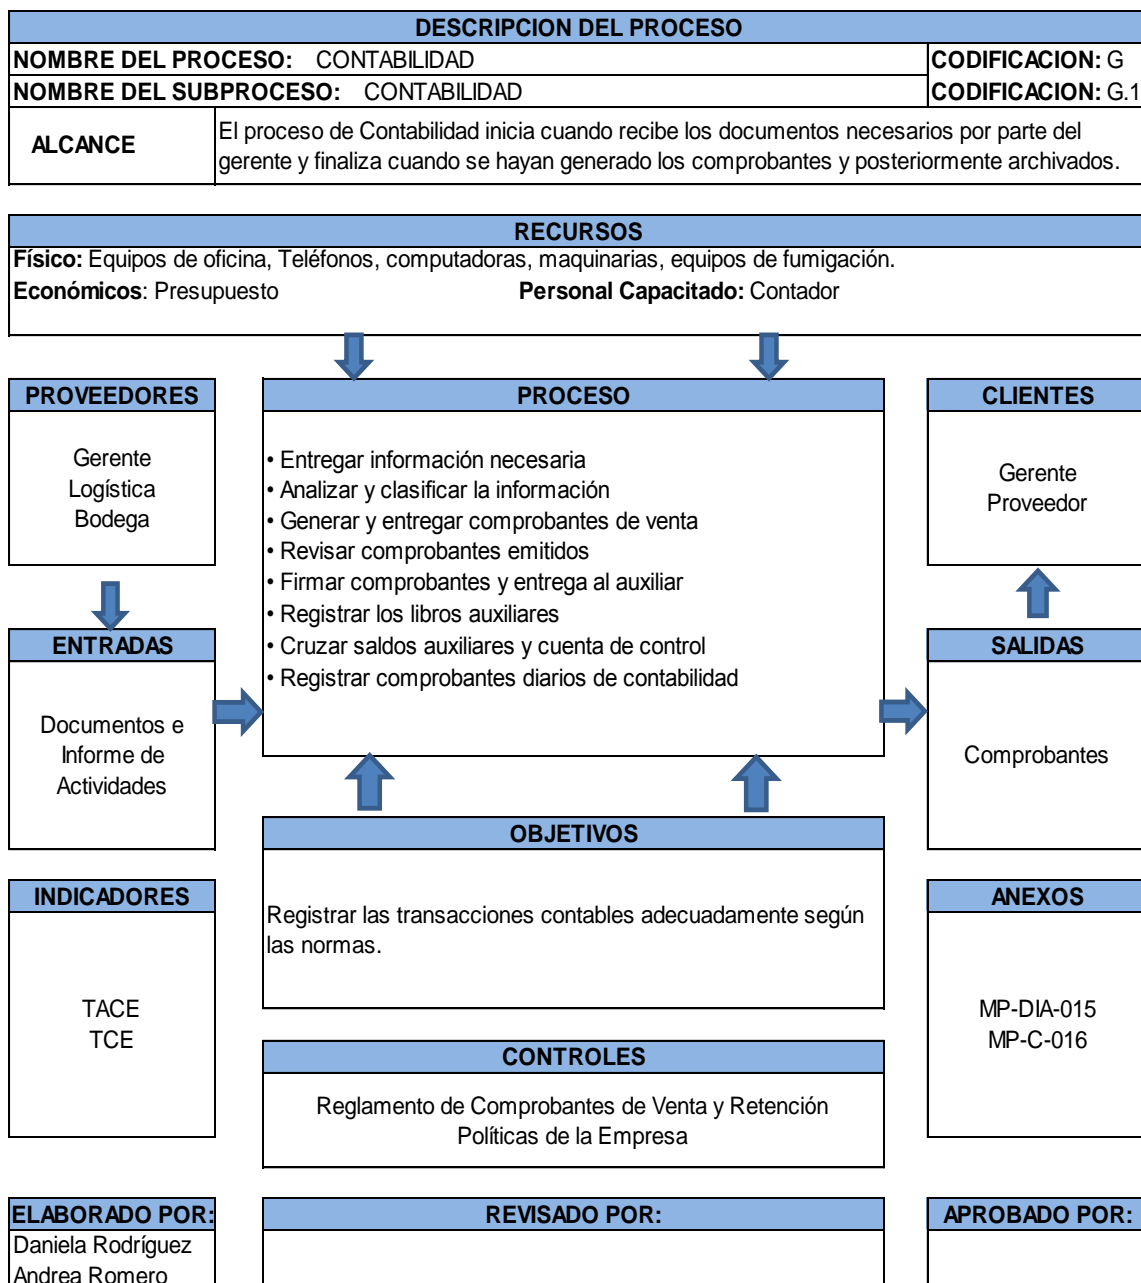 DESCRIPCION DEL PROCESO
NOMBRE DEL PROCESO: CONTABILIDAD
CODIFICACION: G
NOMBRE DEL SUBPROCESO: CONTABILIDAD
CODIFICACION: G.1
ALCANCE
El proceso de Contabilidad inicia cuando recibe los documentos necesarios por parte del
gerente y finaliza cuando se hayan generado los comprobantes y posteriormente archivados.
RECURSOS
Físico: Equipos de oficina, Teléfonos, computadoras, maquinarias, equipos de fumigación.
Económicos: Presupuesto
Personal Capacitado: Contador
PROVEEDORES
Gerente
Logística
Bodega
PROCESO
• Entregar información necesaria
• Analizar y clasificar la información
• Generar y entregar comprobantes de venta
• Revisar comprobantes emitidos
• Firmar comprobantes y entrega al auxiliar
• Registrar los libros auxiliares
• Cruzar saldos auxiliares y cuenta de control
• Registrar comprobantes diarios de contabilidad
CLIENTES
Gerente
Proveedor
ENTRADAS
Documentos e
Informe de
Actividades
SALIDAS
Comprobantes
OBJETIVOS
Registrar las transacciones contables adecuadamente según
las normas.
INDICADORES
TACE
TCE
ANEXOS
MP-DIA-015
MP-C-016
CONTROLES
Reglamento de Comprobantes de Venta y Retención
Políticas de la Empresa
ELABORADO POR:
Daniela Rodríguez
Andrea Romero
REVISADO POR:
APROBADO POR: